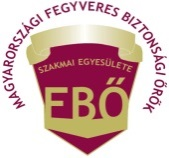 MAGYARORSZÁGI FEGYVERES BIZTONSÁGI ŐRÖK
SZAKMAI EGYESÜLETE
FBŐ